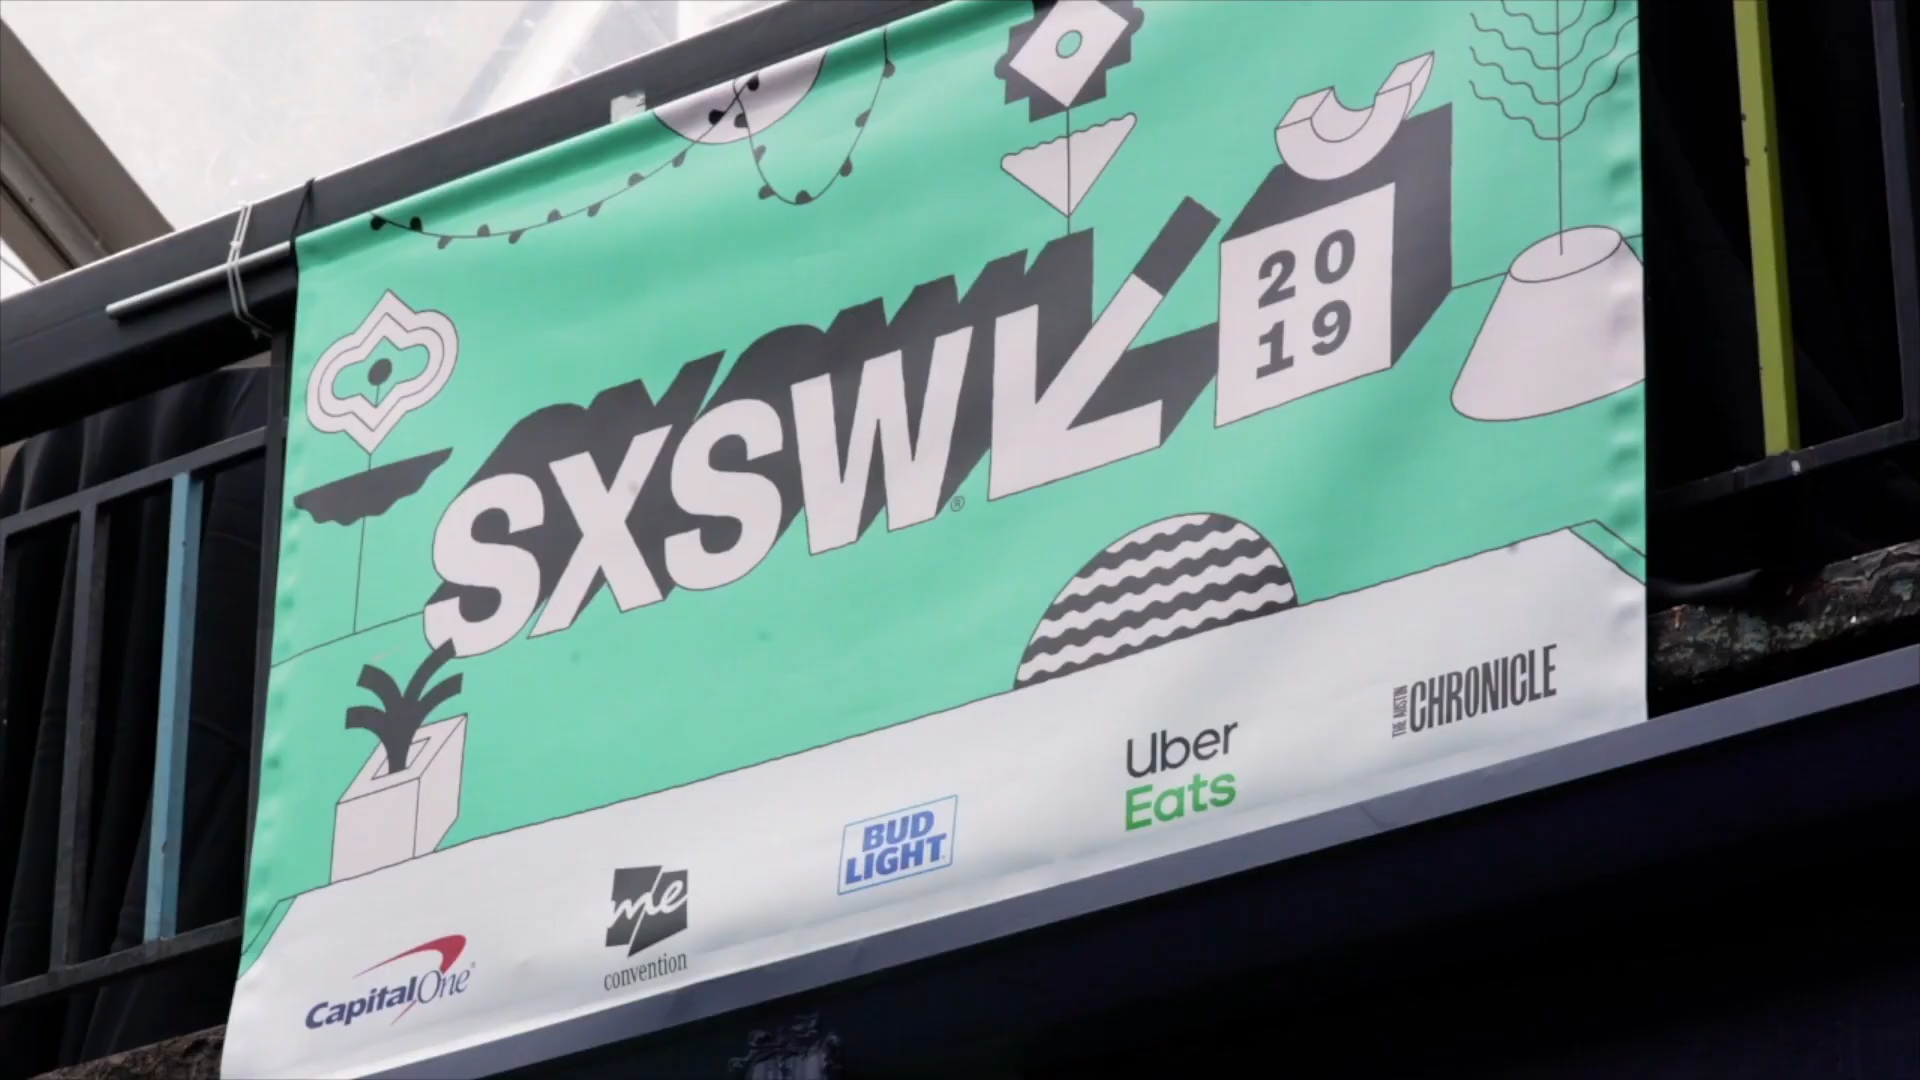 SXSW®
20
19
CapitalOne®
me
convention
BUD
LIGHT
Uber
Eats
THE AUSTIN
CHRONICLE